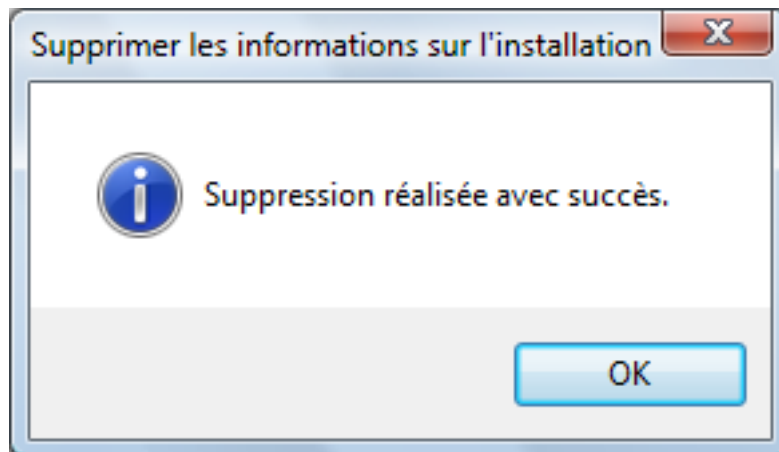 Supprimer les informations sur l'installation
Suppression réalisée avec succès.
OK